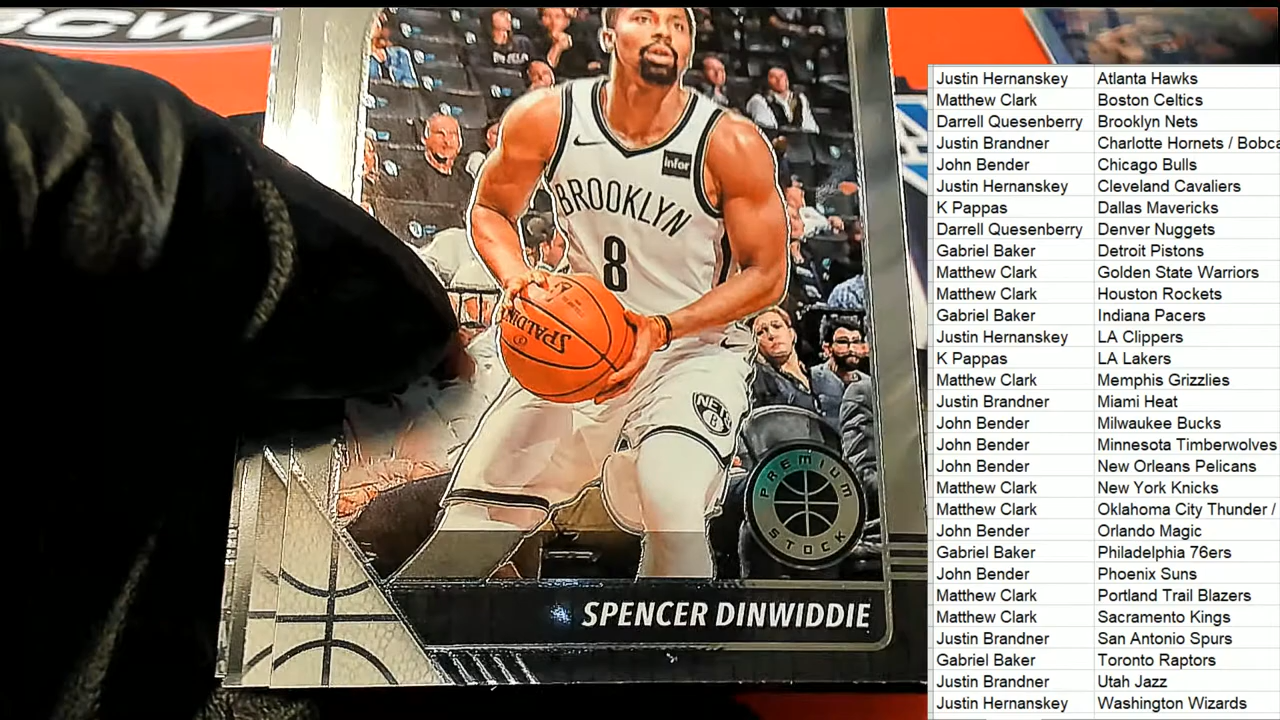 BCW
infor
BROOKLYN
8
SPALDING
NETS
B
PREMIUM
STOCK
SPENCER DINWIDDIE
Justin Hernanskey Atlanta Hawks
Matthew Clark Boston Celtics
Darrell Quesenberry Brooklyn Nets
Justin Brandner Charlotte Hornets / Bobca
John Bender Chicago Bulls
Justin Hernanskey Cleveland Cavaliers
K Pappas Dallas Mavericks
Darrell Quesenberry Denver Nuggets
Gabriel Baker Detroit Pistons
Matthew Clark Golden State Warriors
Matthew Clark Houston Rockets
Gabriel Baker Indiana Pacers
Justin Hernanskey LA Clippers
K Pappas LA Lakers
Matthew Clark Memphis Grizzlies
Justin Brandner Miami Heat
John Bender Milwaukee Bucks
John Bender Minnesota Timberwolves
John Bender New Orleans Pelicans
Matthew Clark New York Knicks
Matthew Clark Oklahoma City Thunder /
John Bender Orlando Magic
Gabriel Baker Philadelphia 76ers
John Bender Phoenix Suns
Matthew Clark Portland Trail Blazers
Matthew Clark Sacramento Kings
Justin Brandner San Antonio Spurs
Gabriel Baker Toronto Raptors
Justin Brandner Utah Jazz
Justin Hernanskey Washington Wizards